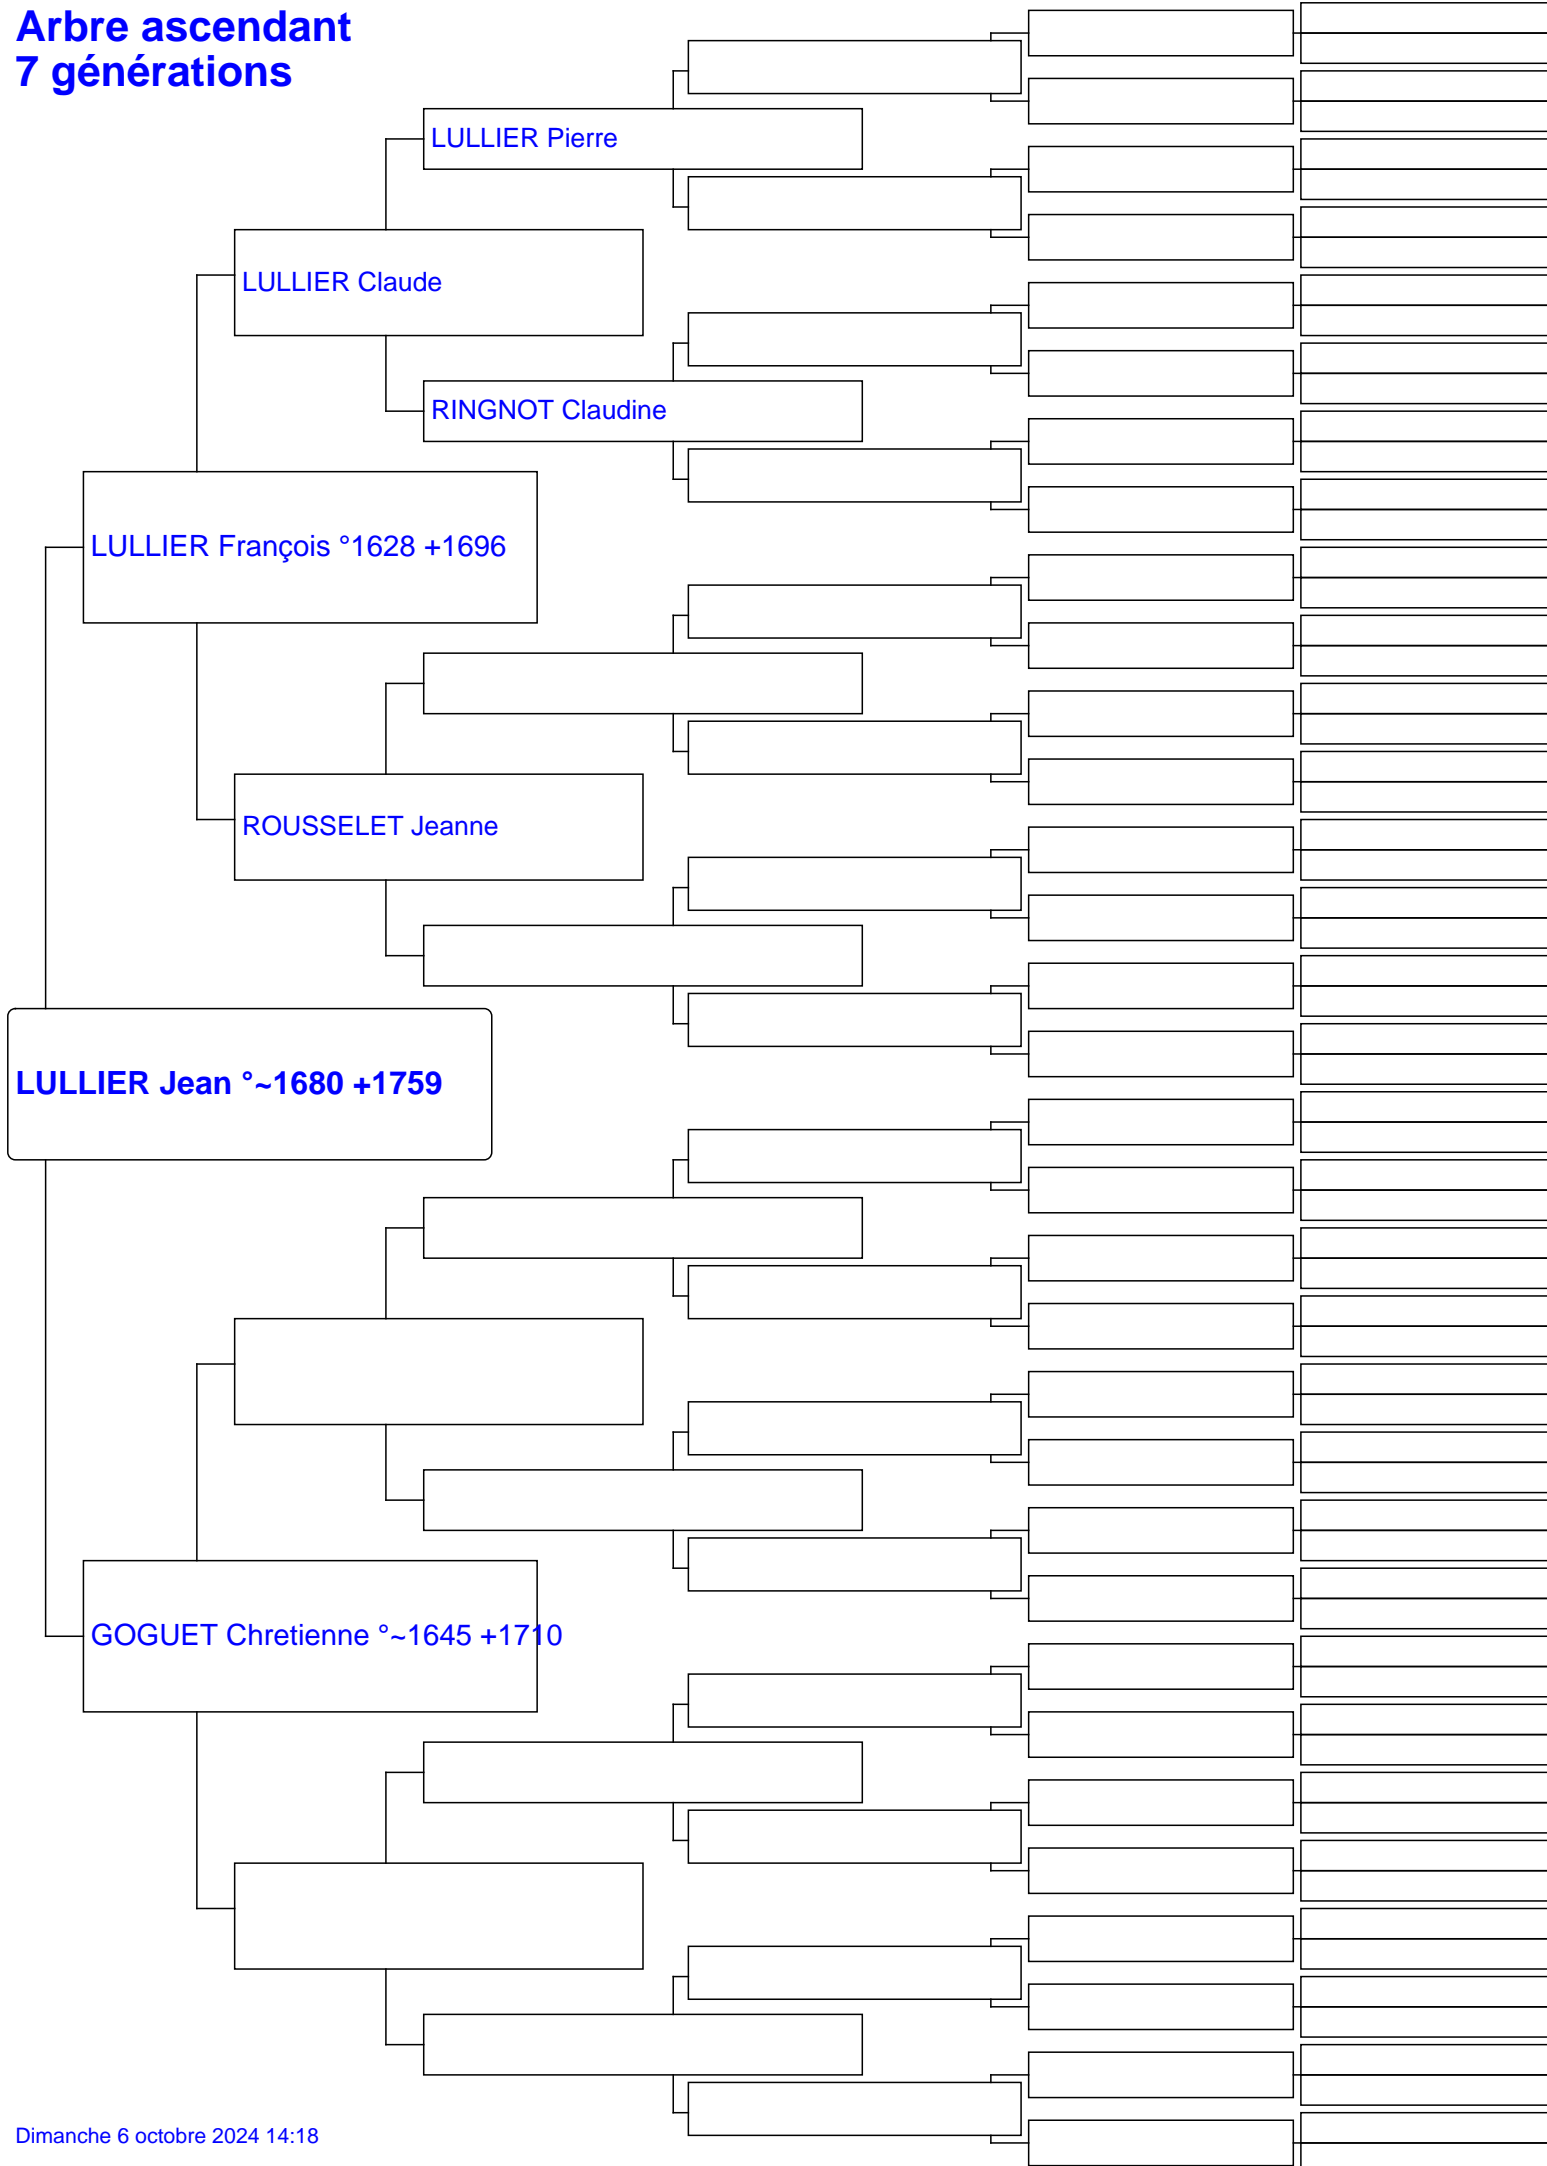 Arbre ascendant
7 générations
LULLIER Pierre
LULLIER Claude
RINGNOT Claudine
LULLIER François °1628 +1696
ROUSSELET Jeanne
LULLIER Jean °~1680 +1759
GOGUET Chretienne °~1645 +1710
Dimanche 6 octobre 2024 14:18